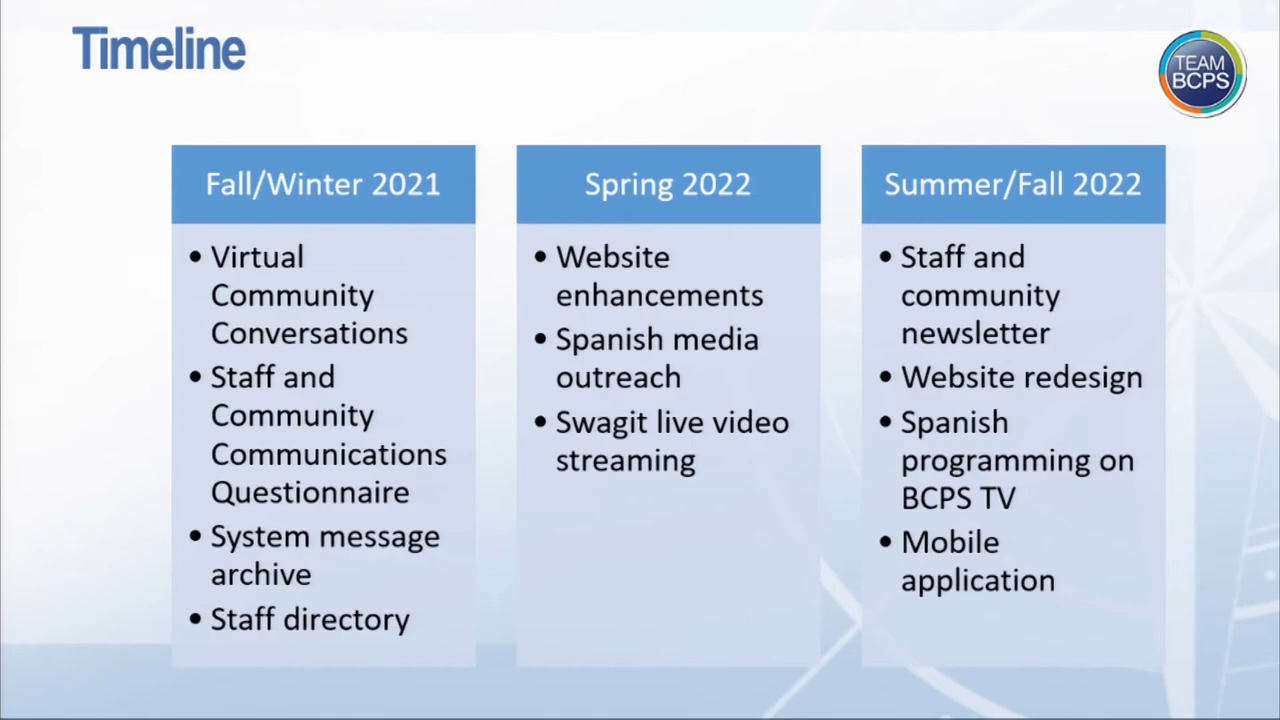 Timeline
TEAM
BCPS
Fall/Winter 2021
• Virtual
Community
Conversations
• Staff and
Community
Communications
Questionnaire
• System message
archive
• Staff directory
Spring 2022
• Website
enhancements
• Spanish media
outreach
• Swagit live video
streaming
Summer/Fall 2022
• Staff and
community
newsletter
• Website redesign
• Spanish
programming on
BCPS TV
• Mobile
application